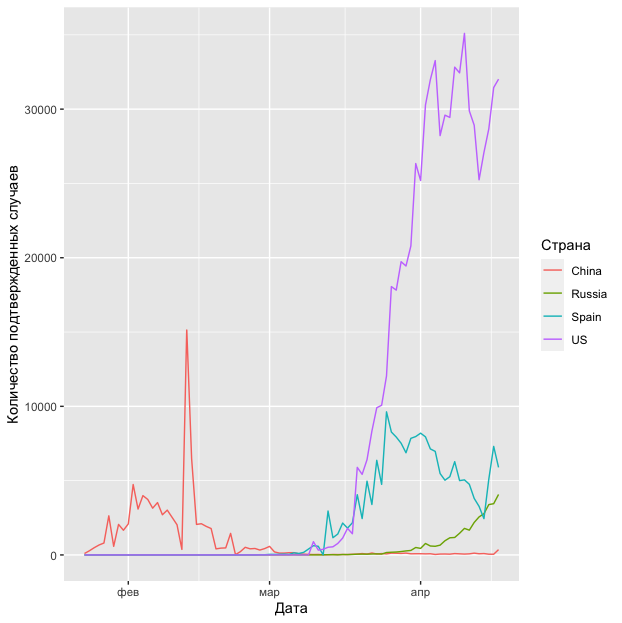 Количество подтвержденных случаев
30000
20000
10000
0
фев
мар
апр
Дата
Страна
China
Russia
Spain
US